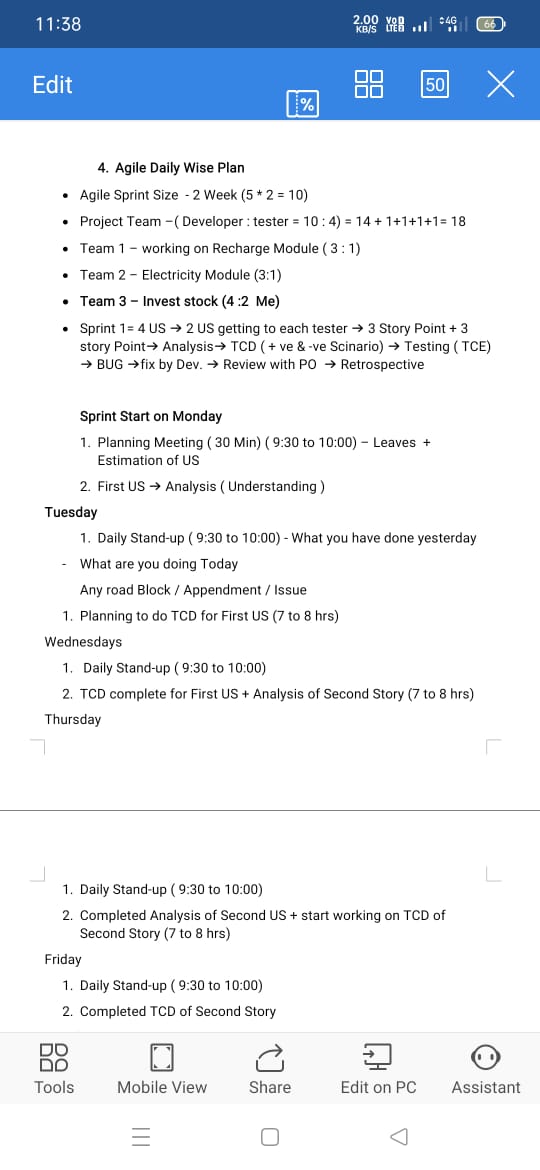 11:38
2.00 KB/S VoD LTE 4G 66
Edit
%
50
4. Agile Daily Wise Plan
• Agile Sprint Size - 2 Week (5 * 2 = 10)
• Project Team –( Developer : tester = 10 : 4) = 14 + 1+1+1+1= 18
• Team 1 – working on Recharge Module ( 3 : 1)
• Team 2 – Electricity Module (3:1)
• Team 3 – Invest stock (4 :2 Me)
• Sprint 1= 4 US → 2 US getting to each tester → 3 Story Point + 3
story Point→ Analysis→ TCD ( + ve & -ve Scinario) → Testing ( TCE)
→ BUG →fix by Dev. → Review with PO → Retrospective
Sprint Start on Monday
1. Planning Meeting ( 30 Min) ( 9:30 to 10:00) – Leaves +
Estimation of US
2. First US → Analysis ( Understanding )
Tuesday
1. Daily Stand-up ( 9:30 to 10:00) - What you have done yesterday
- What are you doing Today
Any road Block / Appendment / Issue
1. Planning to do TCD for First US (7 to 8 hrs)
Wednesdays
1. Daily Stand-up ( 9:30 to 10:00)
2. TCD complete for First US + Analysis of Second Story (7 to 8 hrs)
Thursday
1. Daily Stand-up ( 9:30 to 10:00)
2. Completed Analysis of Second US + start working on TCD of
Second Story (7 to 8 hrs)
Friday
1. Daily Stand-up ( 9:30 to 10:00)
2. Completed TCD of Second Story
Tools
Mobile View
Share
Edit on PC
Assistant